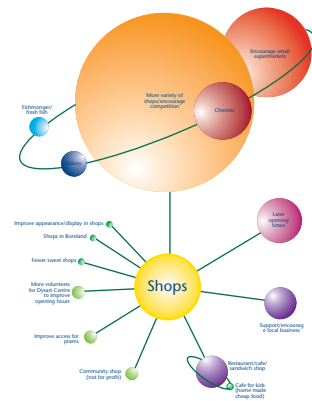 Encourage small
supermarkets
More variety of
shops/encourage
competition
Chemist
Fishmonger/
fresh fish
Bakery
Improve appearance/display in shops
Shops in Boreland
Fewer sweet shops
More volunteers
for Dysart Centre
to improve
opening hours
Improve access for
prams
Community shop
(not for profit)
Shops
Later
opening
times
Support/encourag
e local business
Restaurant/cafe/
sandwich shop
Cafe for kids
(home made
cheap food)